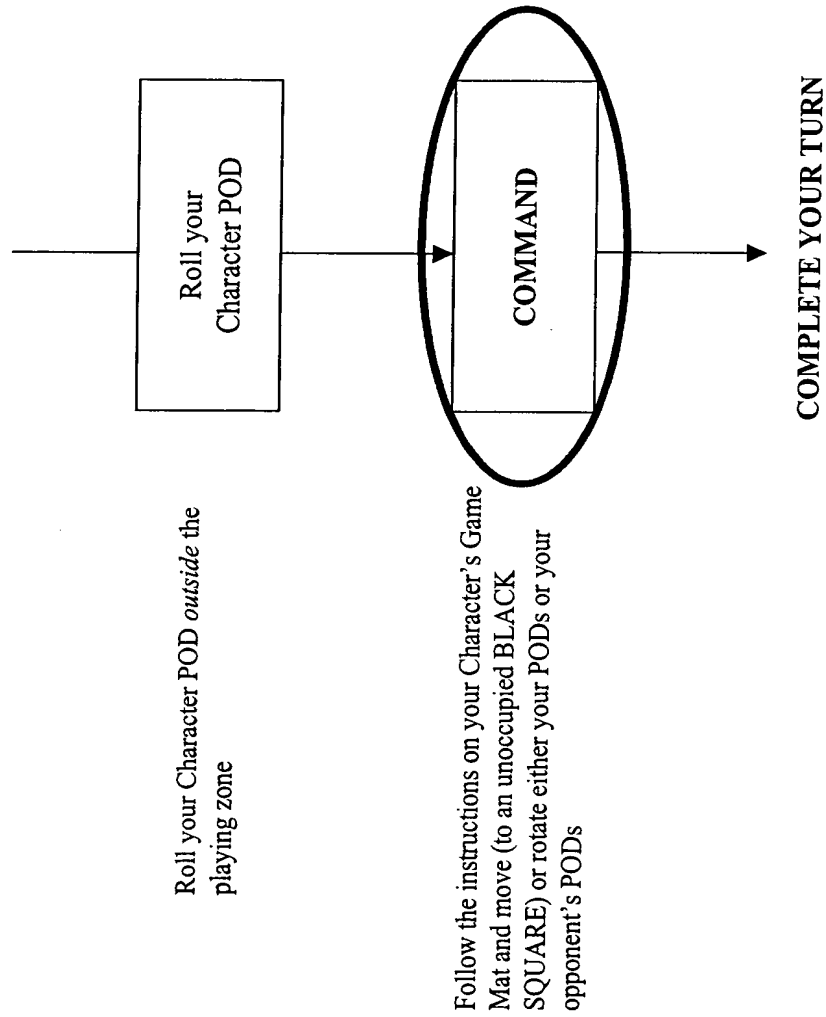 Roll your Character POD outside the
playing zone
Roll your
Character POD
Follow the instructions on your Character's Game
Mat and move (to an unoccupied BLACK
SQUARE) or rotate either your PODs or your
opponent's PODs
COMMAND
COMPLETE YOUR TURN